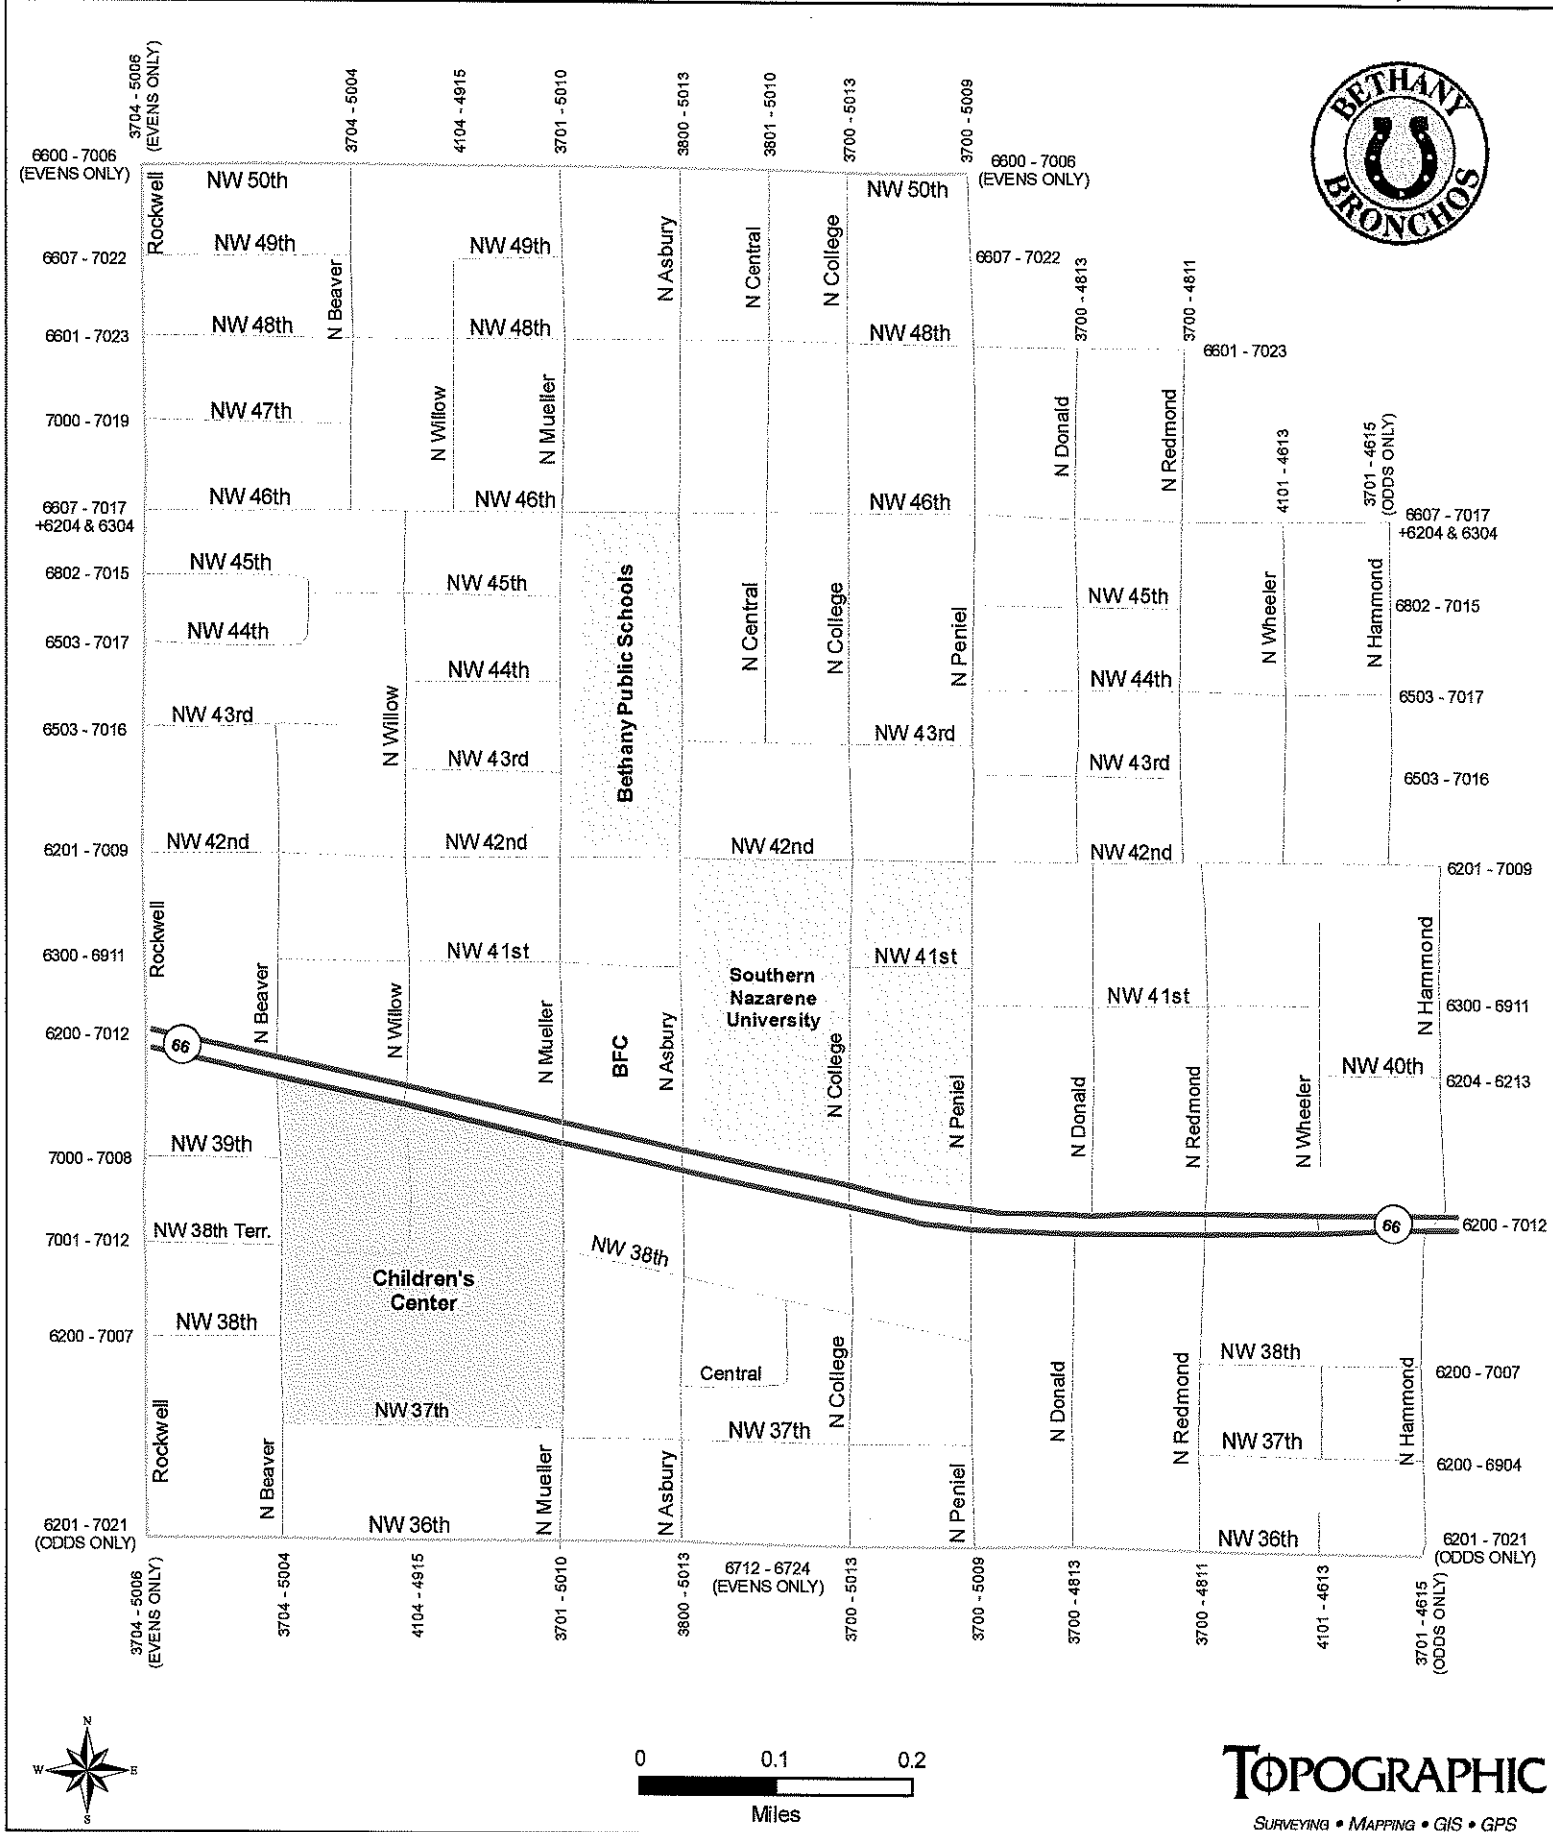 3704 - 5006
(EVENS ONLY)
3704 - 5004
4104 - 4915
3701 - 5010
3800 - 5013
3801 - 5010
3700 - 5013
3700 - 5009
BETHANY
BRONCHOS
6600 - 7006
(EVENS ONLY)
6600 - 7006
(EVENS ONLY)
Rockwell
NW 50th
NW 50th
NW 49th
NW 49th
6607 - 7022
6607 - 7022
N Beaver
N Asbury
N Central
N College
3700 - 4813
3700 - 4811
6601 - 7023
NW 48th
NW 48th
NW 48th
6601 - 7023
7000 - 7019
NW 47th
N Willow
N Mueller
N Donald
N Redmond
4101 - 4613
3701 - 4615
(ODDS ONLY)
6607 - 7017
+6204 & 6304
NW 46th
NW 46th
NW 46th
6607 - 7017
+6204 & 6304
6802 - 7015
NW 45th
NW 45th
NW 45th
6802 - 7015
Bethany Public Schools
N Central
N College
N Peniel
N Wheeler
N Hammond
6503 - 7017
NW 44th
NW 44th
NW 44th
6503 - 7017
6503 - 7016
NW 43rd
N Willow
NW 43rd
NW 43rd
NW 43rd
6503 - 7016
6201 - 7009
NW 42nd
NW 42nd
NW 42nd
NW 42nd
6201 - 7009
Rockwell
6300 - 6911
NW 41st
NW 41st
NW 41st
6300 - 6911
Southern
Nazarene
University
N Beaver
N Willow
N Mueller
BFC
N Asbury
N College
N Peniel
N Donald
N Redmond
N Wheeler
N Hammond
6200 - 7012
66
NW 40th
6204 - 6213
7000 - 7008
NW 39th
7001 - 7012
NW 38th Terr.
NW 38th
66
6200 - 7012
Children's
Center
6200 - 7007
NW 38th
NW 38th
6200 - 7007
Central
N College
N Donald
N Redmond
N Hammond
Rockwell
NW 37th
NW 37th
NW 37th
6200 - 6904
N Beaver
N Mueller
N Asbury
N Peniel
6201 - 7021
(ODDS ONLY)
NW 36th
NW 36th
6201 - 7021
(ODDS ONLY)
3704 - 5006
(EVENS ONLY)
3704 - 5004
4104 - 4915
3701 - 5010
3800 - 5013
6712 - 6724
(EVENS ONLY)
3700 - 5013
3700 - 5009
3700 - 4813
3700 - 4811
4101 - 4613
3701 - 4615
(ODDS ONLY)
N
W
E
S
0 0.1 0.2
Miles
TOPOGRAPHIC
SURVEYING • MAPPING • GIS • GPS